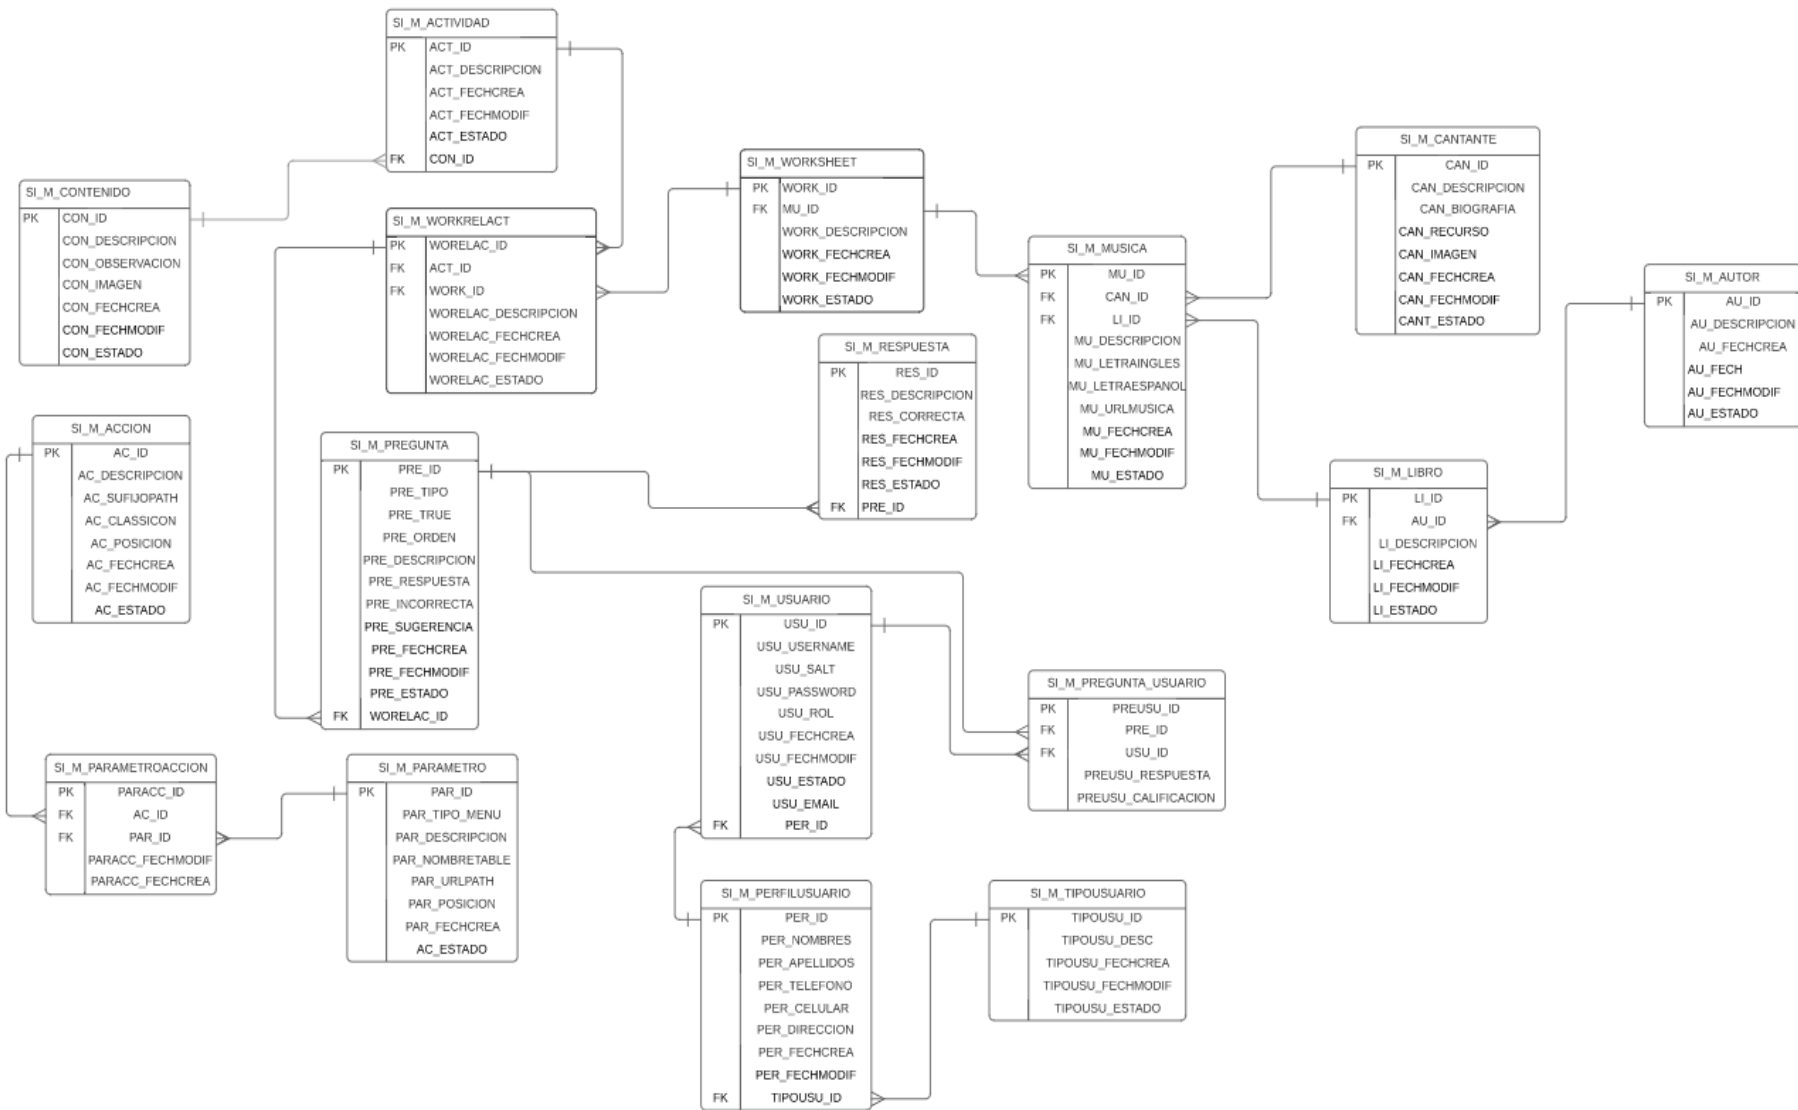 SI_M_ACTIVIDAD
PK ACT_ID
ACT_DESCRIPCION
ACT_FECHCREA
ACT_FECHMODIF
ACT_ESTADO
FK CON_ID
SI_M_CONTENIDO
PK CON_ID
CON_DESCRIPCION
CON_OBSERVACION
CON_IMAGEN
CON_FECHCREA
CON_FECHMODIF
CON_ESTADO
SI_M_WORKRELACT
PK WORELAC_ID
FK ACT_ID
FK WORK_ID
WORELAC_DESCRIPCION
WORELAC_FECHCREA
WORELAC_FECHMODIF
WORELAC_ESTADO
SI_M_WORKSHEET
PK WORK_ID
FK MU_ID
WORK_DESCRIPCION
WORK_FECHCREA
WORK_FECHMODIF
WORK_ESTADO
SI_M_MUSICA
PK MU_ID
FK CAN_ID
FK LI_ID
MU_DESCRIPCION
MU_LETRAINGLES
MU_LETRAESPANOL
MU_URLMUSICA
MU_FECHCREA
MU_FECHMODIF
MU_ESTADO
SI_M_CANTANTE
PK CAN_ID
CAN_DESCRIPCION
CAN_BIOGRAFIA
CAN_RECURSO
CAN_IMAGEN
CAN_FECHCREA
CAN_FECHMODIF
CANT_ESTADO
SI_M_AUTOR
PK AU_ID
AU_DESCRIPCION
AU_FECHCREA
AU_FECH
AU_FECHMODIF
AU_ESTADO
SI_M_RESPUESTA
PK RES_ID
RES_DESCRIPCION
RES_CORRECTA
RES_FECHCREA
RES_FECHMODIF
RES_ESTADO
FK PRE_ID
SI_M_ACCION
PK AC_ID
AC_DESCRIPCION
AC_SUFIJOPATH
AC_CLASSICON
AC_POSICION
AC_FECHCREA
AC_FECHMODIF
AC_ESTADO
SI_M_PREGUNTA
PK PRE_ID
PRE_TIPO
PRE_TRUE
PRE_ORDEN
PRE_DESCRIPCION
PRE_RESPUESTA
PRE_INCORRECTA
PRE_SUGERENCIA
PRE_FECHCREA
PRE_FECHMODIF
PRE_ESTADO
FK WORELAC_ID
SI_M_LIBRO
PK LI_ID
FK AU_ID
LI_DESCRIPCION
LI_FECHCREA
LI_FECHMODIF
LI_ESTADO
SI_M_USUARIO
PK USU_ID
USU_USERNAME
USU_SALT
USU_PASSWORD
USU_ROL
USU_FECHCREA
USU_FECHMODIF
USU_ESTADO
USU_EMAIL
FK PER_ID
SI_M_PREGUNTA_USUARIO
PK PREUSU_ID
FK PRE_ID
FK USU_ID
PREUSU_RESPUESTA
PREUSU_CALIFICACION
SI_M_PARAMETROACCION
PK PARACC_ID
FK AC_ID
FK PAR_ID
PARACC_FECHMODIF
PARACC_FECHCREA
SI_M_PARAMETRO
PK PAR_ID
PAR_TIPO_MENU
PAR_DESCRIPCION
PAR_NOMBRETABLE
PAR_URLPATH
PAR_POSICION
PAR_FECHCREA
AC_ESTADO
SI_M_PERFILUSUARIO
PK PER_ID
PER_NOMBRES
PER_APELLIDOS
PER_TELEFONO
PER_CELULAR
PER_DIRECCION
PER_FECHCREA
PER_FECHMODIF
FK TIPOUSU_ID
SI_M_TIPOUSUARIO
PK TIPOUSU_ID
TIPOUSU_DESC
TIPOUSU_FECHCREA
TIPOUSU_FECHMODIF
TIPOUSU_ESTADO